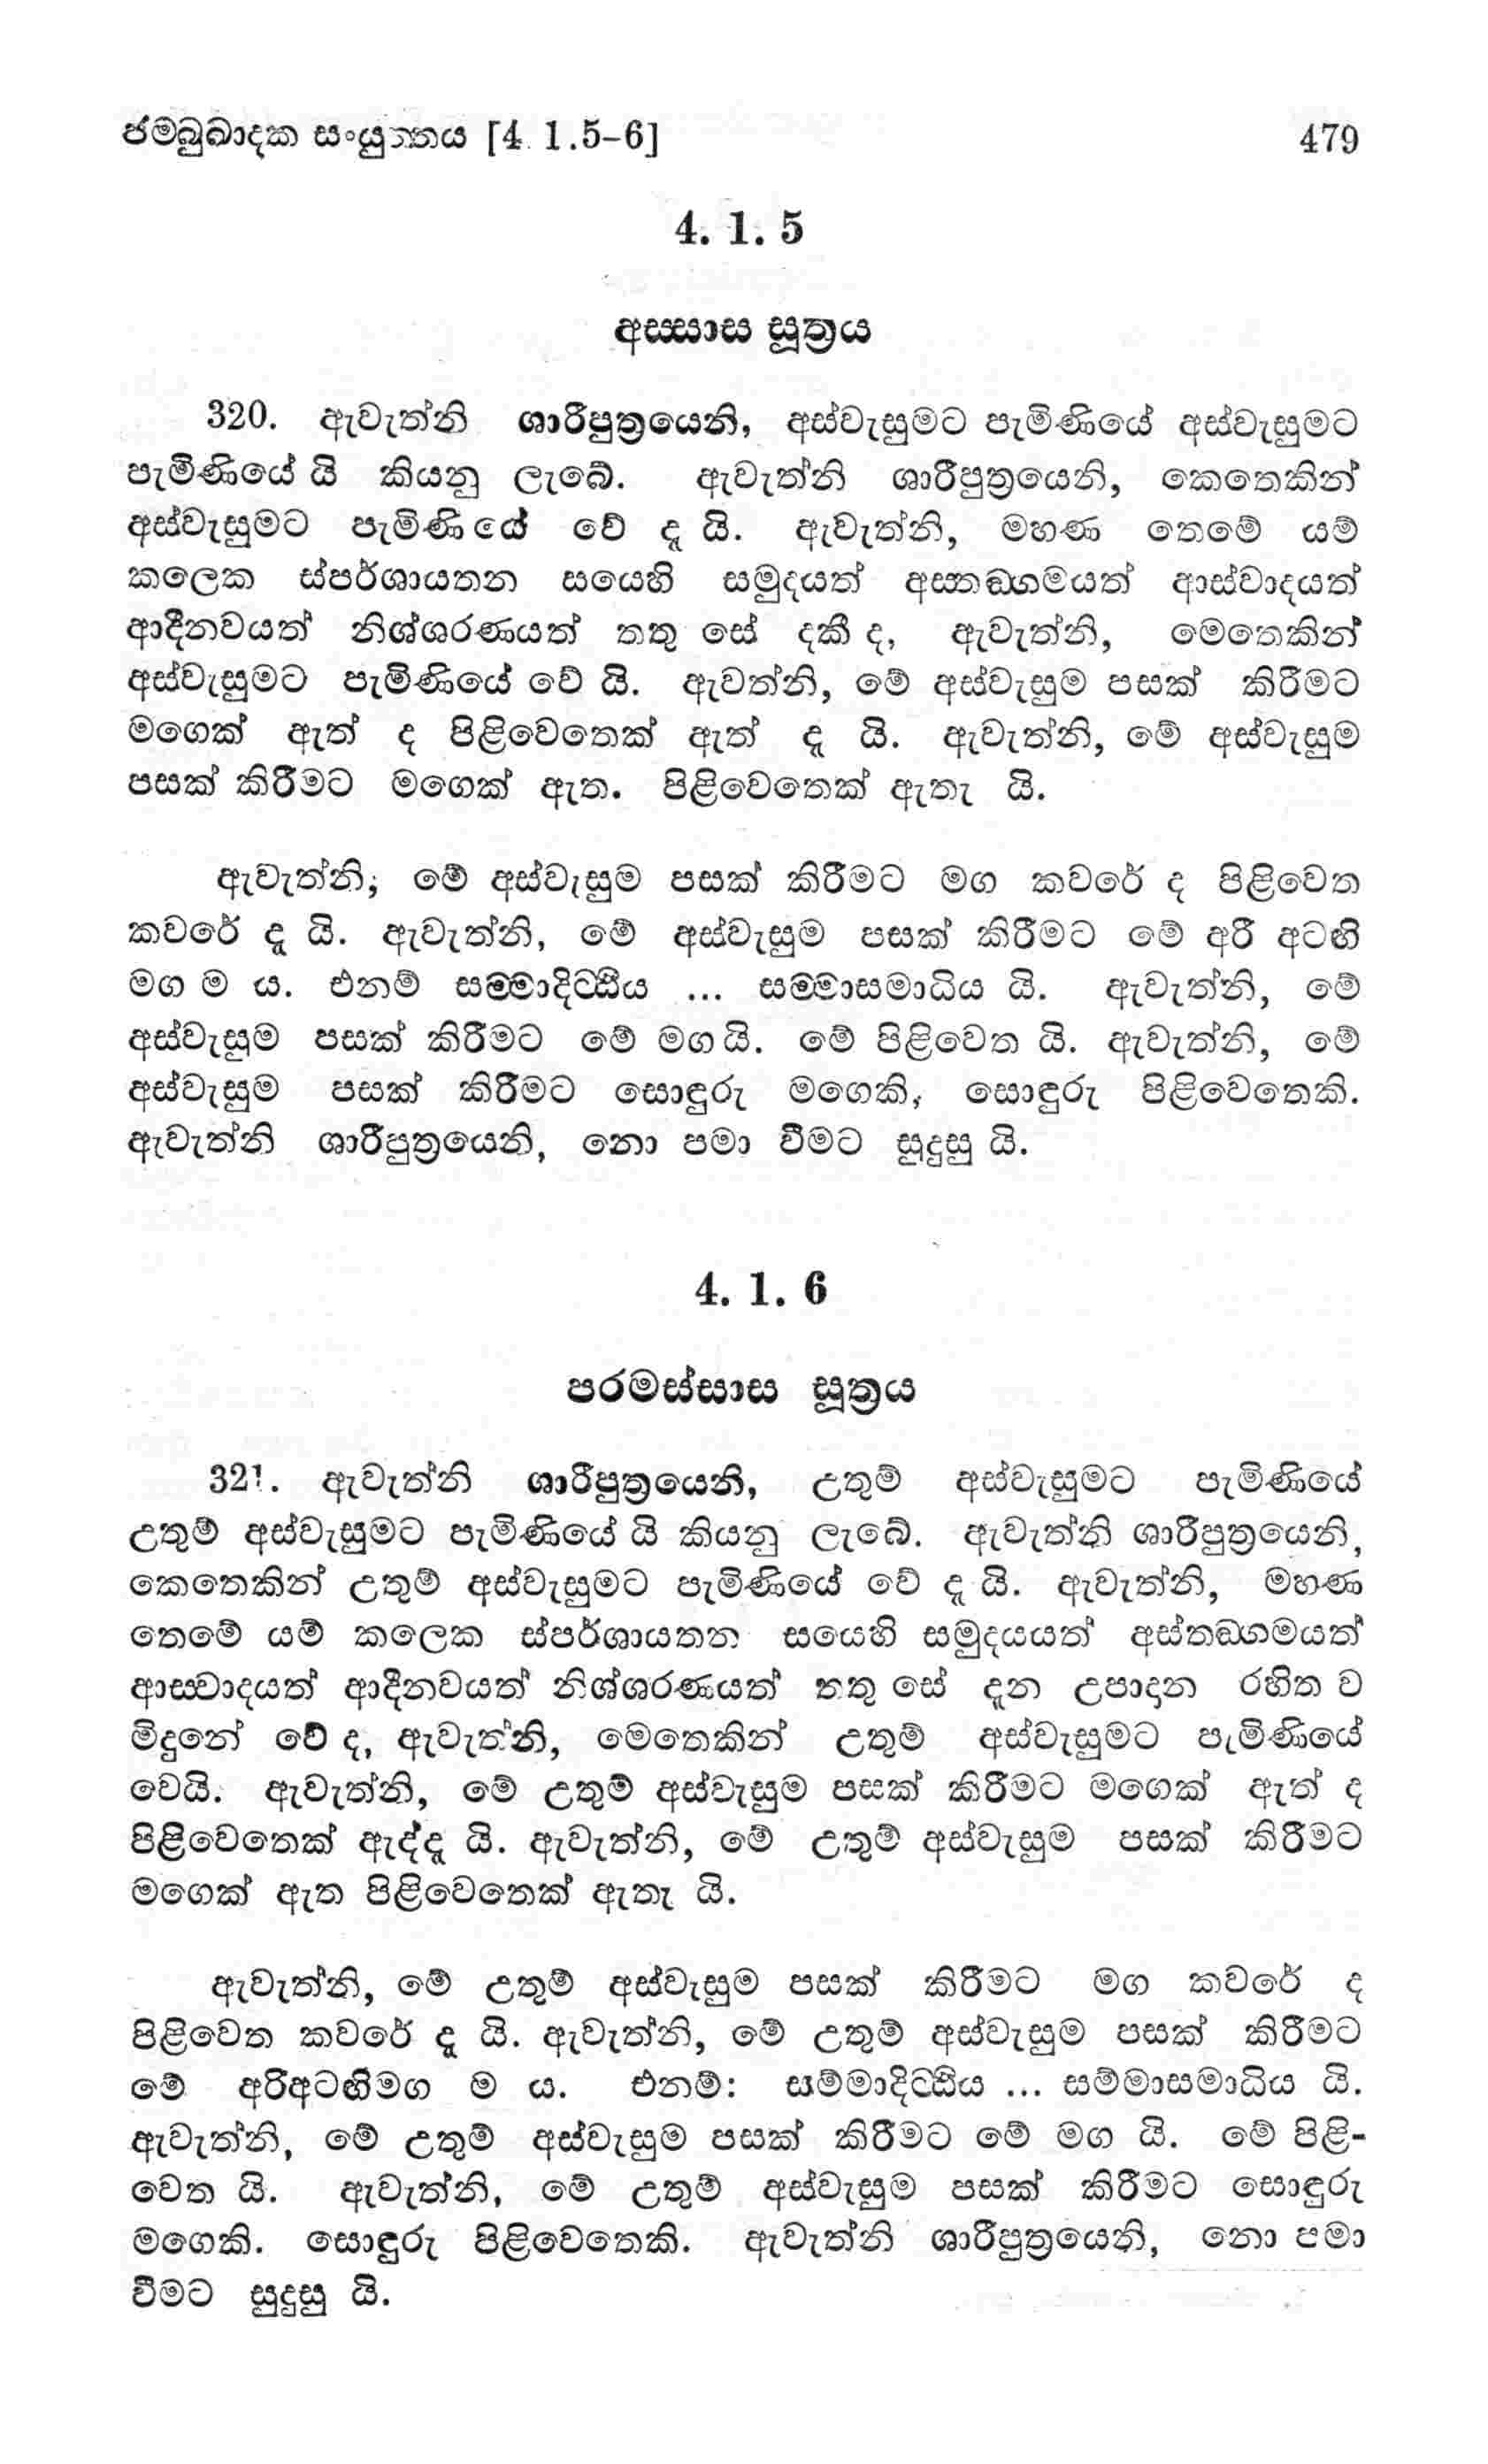 ජම්බුඛාදක සංයුත්තය [4. 1.5-6] 479
4. 1. 5
අස්සාස සූත්‍රය
320. ඇවැත්නි ශාරීපුත්‍රයෙනි, අස්වැසුමට පැමිණියේ අස්වැසුමට
පැමිණියේ යි කියනු ලැබේ. ඇවැත්නි ශාරීපුත්‍රයෙනි, කෙතෙකින්
අස්වැසුමට පැමිණියේ වේ දැ යි. ඇවැත්නි, මහණ තෙමේ යම්
කලෙක ස්පර්ශායතන සයෙහි සමුදයත් අස්තඞ්ගමයත් ආස්වාදයත්
ආදීනවයත් නිශ්ශරණයත් තතු සේ දකී ද, ඇවැත්නි, මෙතෙකින්
අස්වැසුමට පැමිණියේ වේ යි. ඇවත්නි, මේ අස්වැසුම පසක් කිරීමට
මගෙක් ඇත් ද පිළිවෙතෙක් ඇත් දැ යි. ඇවැත්නි, මේ අස්වැසුම
පසක් කිරීමට මගෙක් ඇත. පිළිවෙතෙක් ඇතැ යි.
ඇවැත්නි, මේ අස්වැසුම පසක් කිරීමට මග කවරේ ද පිළිවෙත
කවරේ දැ යි. ඇවැත්නි, මේ අස්වැසුම පසක් කිරීමට මේ අරී අටඟි
මග ම ය. එනම් සම්මාදිට්ඨිය ... සම්මාසමාධිය යි. ඇවැත්නි, මේ
අස්වැසුම පසක් කිරීමට මේ මග යි. මේ පිළිවෙත යි. ඇවැත්නි, මේ
අස්වැසුම පසක් කිරීමට සොඳුරු මගෙකි, සොඳුරු පිළිවෙතෙකි.
ඇවැත්නි ශාරීපුත්‍රයෙනි, නො පමා වීමට සුදුසු යි.
4. 1. 6
පරමස්සාස සූත්‍රය
321. ඇවැත්නි ශාරීපුත්‍රයෙනි, උතුම් අස්වැසුමට පැමිණියේ
උතුම් අස්වැසුමට පැමිණියේ යි කියනු ලැබේ. ඇවැත්නි ශාරීපුත්‍රයෙනි,
කෙතෙකින් උතුම් අස්වැසුමට පැමිණියේ වේ දැ යි. ඇවැත්නි, මහණ
තෙමේ යම් කලෙක ස්පර්ශායතන සයෙහි සමුදයයත් අස්තඞ්ගමයත්
ආස්වාදයත් ආදීනවයත් නිශ්ශරණයත් තතු සේ දැන උපාදාන රහිත ව
මිදුනේ වේ ද, ඇවැත්නි, මෙතෙකින් උතුම් අස්වැසුමට පැමිණියේ
වෙයි. ඇවැත්නි, මේ උතුම් අස්වැසුම පසක් කිරීමට මගෙක් ඇත් ද
පිළිවෙතෙක් ඇද්ද යි. ඇවැත්නි, මේ උතුම් අස්වැසුම පසක් කිරීමට
මගෙක් ඇත පිළිවෙතෙක් ඇතැ යි.
ඇවැත්නි, මේ උතුම් අස්වැසුම පසක් කිරීමට මග කවරේ ද
පිළිවෙත කවරේ දැ යි. ඇවැත්නි, මේ උතුම් අස්වැසුම පසක් කිරීමට
මේ අරිඅටඟිමග ම ය. එනම්: සම්මාදිට්ඨිය ... සම්මාසමාධිය යි.
ඇවැත්නි, මේ උතුම් අස්වැසුම පසක් කිරීමට මේ මග යි. මේ පිළි-
වෙත යි. ඇවැත්නි, මේ උතුම් අස්වැසුම පසක් කිරීමට සොඳුරු
මගෙකි. සොඳුරු පිළිවෙතෙකි. ඇවැත්නි ශාරීපුත්‍රයෙනි, නො පමා
වීමට සුදුසු යි.